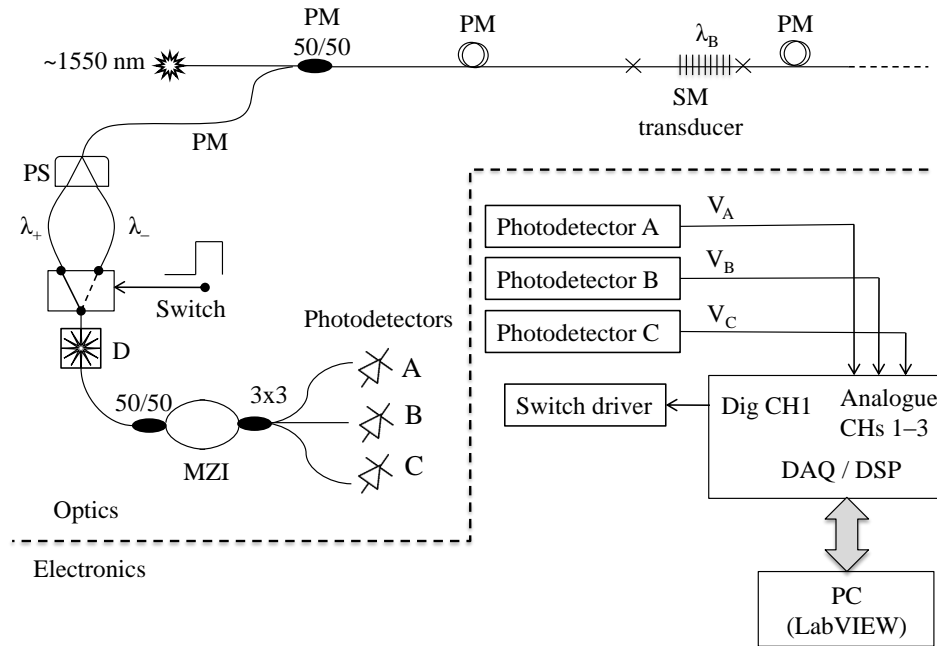 PM
50/50
~1550 nm
PM
λB
PM
SM
transducer
PM
PS
λ+
λ−
Switch
D
Photodetectors
50/50
3x3
MZI
A
B
C
Optics
Electronics
Photodetector A
VA
Photodetector B
VB
Photodetector C
VC
Switch driver
Dig CH1
Analogue
CHs 1–3
DAQ / DSP
PC
(LabVIEW)